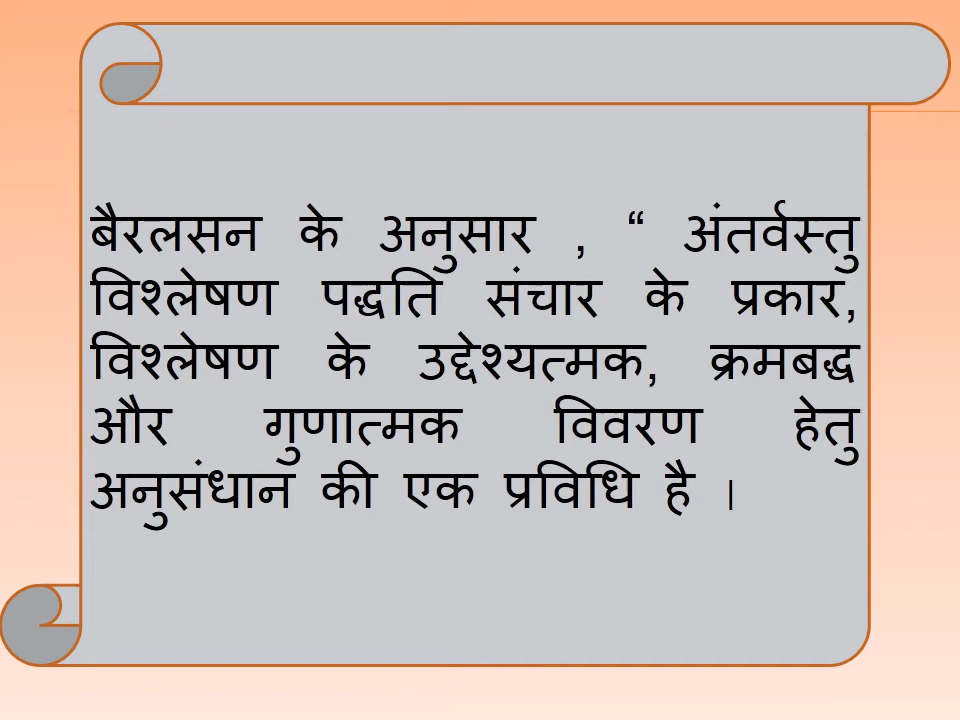 बैरलसन के अनुसार , “ अंतर्वस्तु
विश्लेषण पद्धति संचार के प्रकार,
विश्लेषण के उद्देश्यत्मक, क्रमबद्ध
और गुणात्मक विवरण हेतु
अनुसंधान की एक प्रविधि है ।